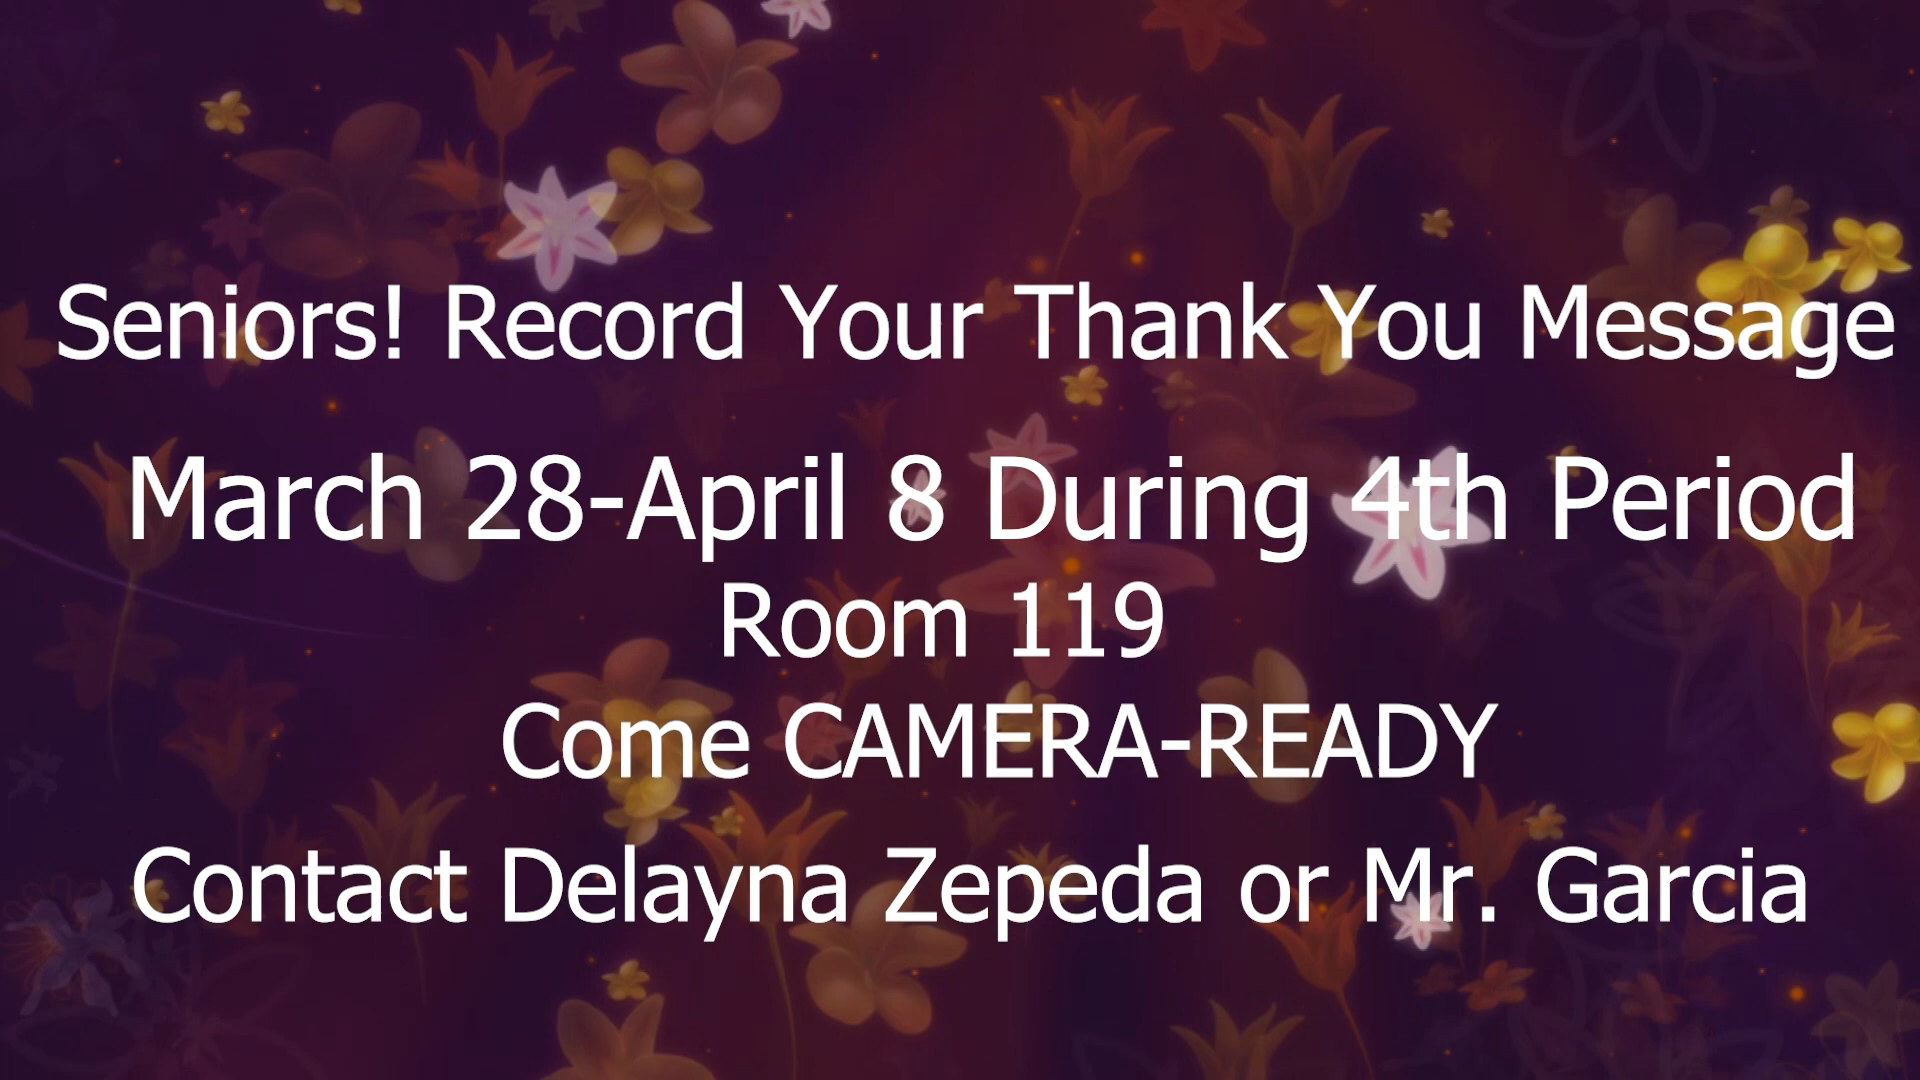 Seniors! Record Your Thank You Message
March 28-April 8 During 4th Period
Room 119
Come CAMERA-READY
Contact Delayna Zepeda or Mr. Garcia